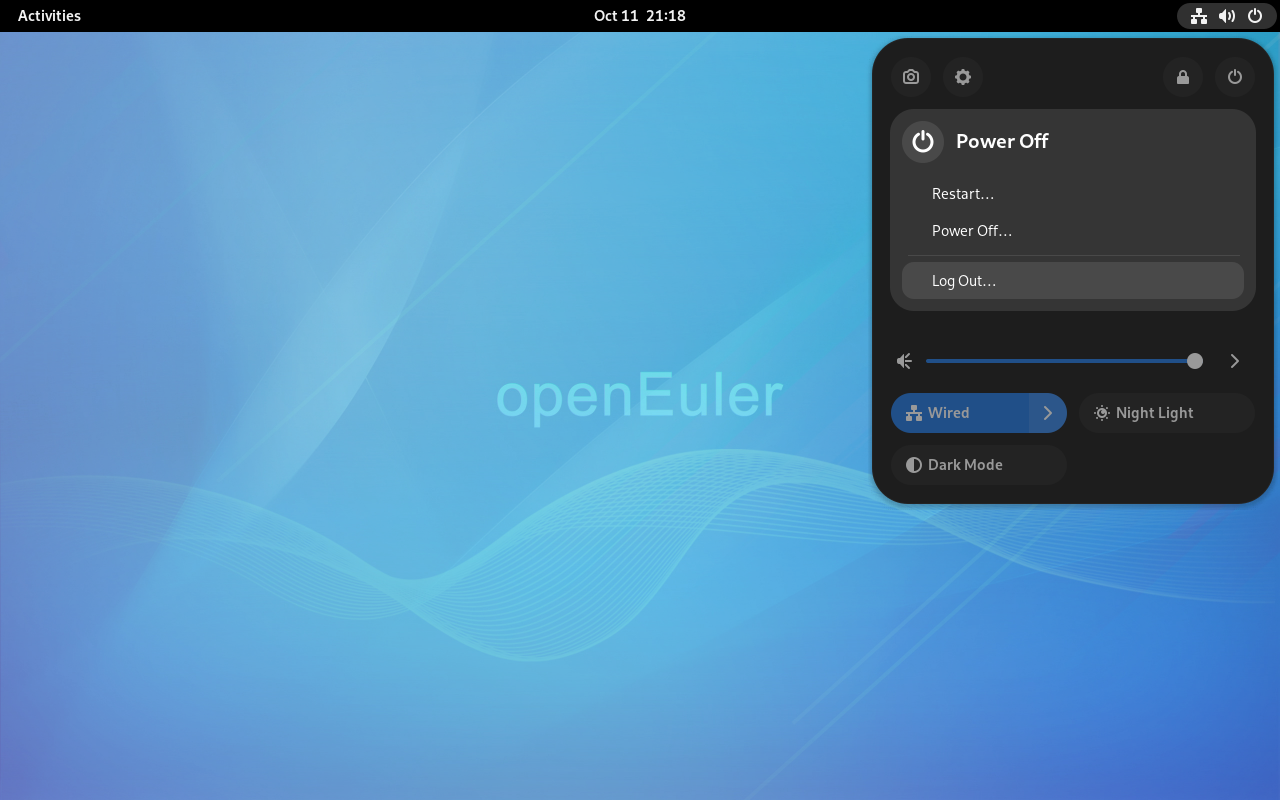 Activities
Oct 11 21:18
Power Off
Restart…
Power Off…
Log Out…
openEuler
Wired
Night Light
Dark Mode